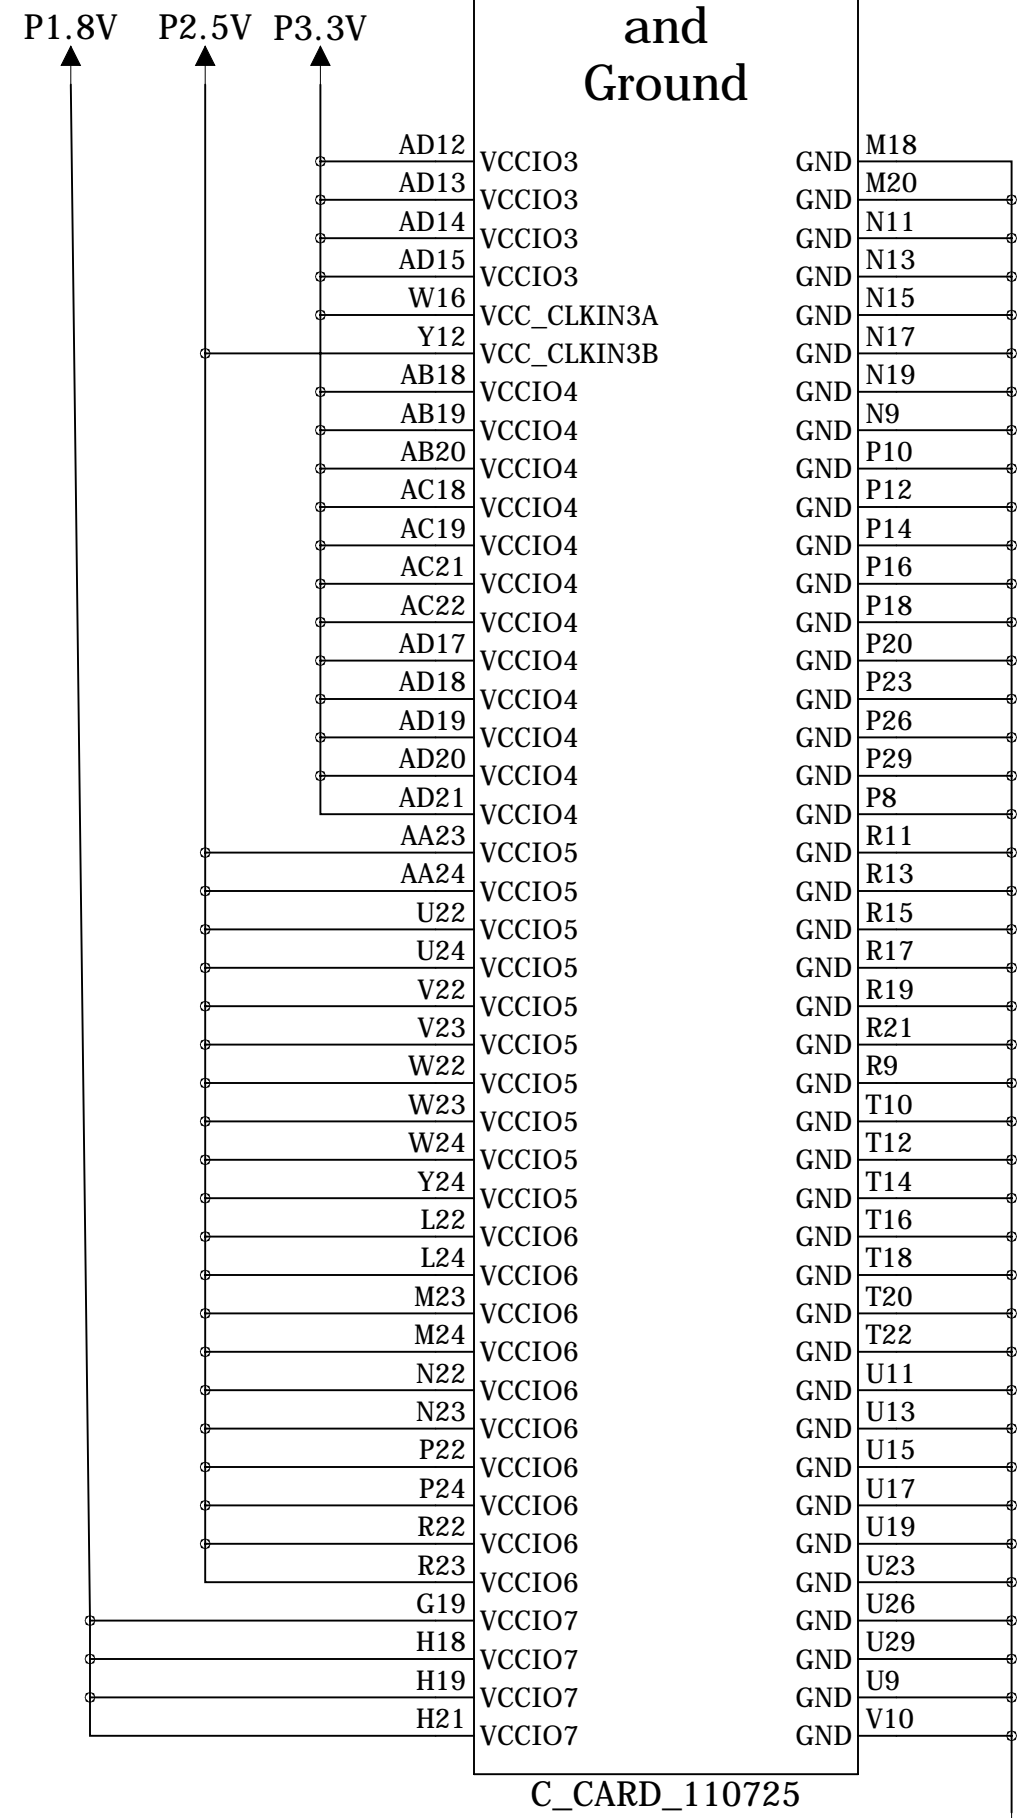 P1.8V P2.5V P3.3V
and
Ground
AD12 VCCIO3 GND M18
AD13 VCCIO3 GND M20
AD14 VCCIO3 GND N11
AD15 VCCIO3 GND N13
W16 VCC_CLKIN3A GND N15
Y12 VCC_CLKIN3B GND N17
AB18 VCCIO4 GND N19
AB19 VCCIO4 GND N9
AB20 VCCIO4 GND P10
AC18 VCCIO4 GND P12
AC19 VCCIO4 GND P14
AC21 VCCIO4 GND P16
AC22 VCCIO4 GND P18
AD17 VCCIO4 GND P20
AD18 VCCIO4 GND P23
AD19 VCCIO4 GND P26
AD20 VCCIO4 GND P29
AD21 VCCIO4 GND P8
AA23 VCCIO5 GND R11
AA24 VCCIO5 GND R13
U22 VCCIO5 GND R15
U24 VCCIO5 GND R17
V22 VCCIO5 GND R19
V23 VCCIO5 GND R21
W22 VCCIO5 GND R9
W23 VCCIO5 GND T10
W24 VCCIO5 GND T12
Y24 VCCIO5 GND T14
L22 VCCIO6 GND T16
L24 VCCIO6 GND T18
M23 VCCIO6 GND T20
M24 VCCIO6 GND T22
N22 VCCIO6 GND U11
N23 VCCIO6 GND U13
P22 VCCIO6 GND U15
P24 VCCIO6 GND U17
R22 VCCIO6 GND U19
R23 VCCIO6 GND U23
G19 VCCIO7 GND U26
H18 VCCIO7 GND U29
H19 VCCIO7 GND U9
H21 VCCIO7 GND V10
C_CARD_110725